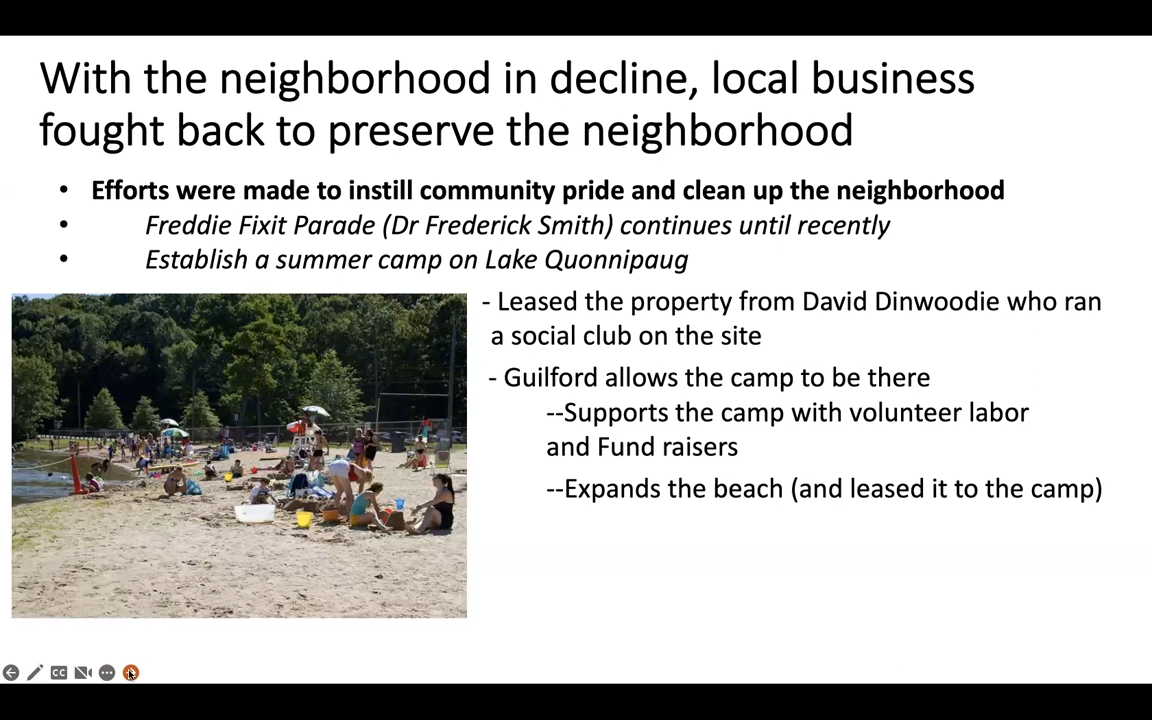 With the neighborhood in decline, local business
fought back to preserve the neighborhood
• Efforts were made to instill community pride and clean up the neighborhood
• Freddie Fixit Parade (Dr Frederick Smith) continues until recently
• Establish a summer camp on Lake Quonnipaug
- Leased the property from David Dinwoodie who ran
a social club on the site
- Guilford allows the camp to be there
--Supports the camp with volunteer labor
and Fund raisers
--Expands the beach (and leased it to the camp)
CC